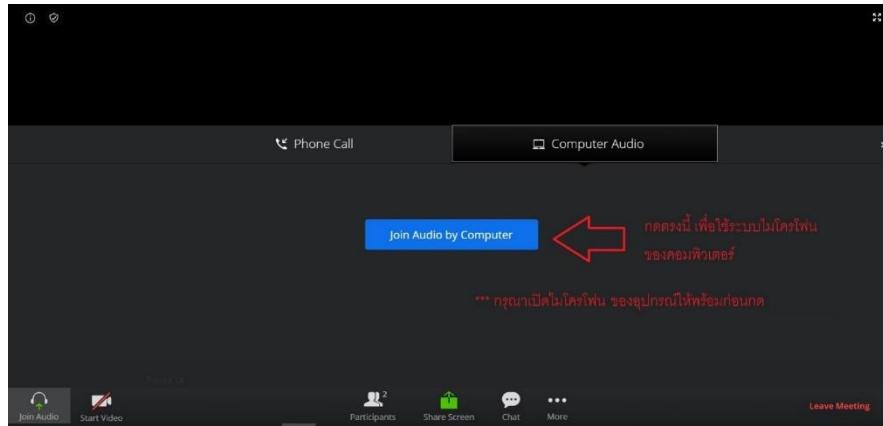 Phone Call
Computer Audio
Join Audio by Computer
กดตรงนี้ เพื่อใช้ระบบไมโครโฟน
ของคอมพิวเตอร์
*** กรุณาเปิดไมโครโฟน ของอุปกรณ์ให้พร้อมก่อนกด
Join Audio
Start Video
2
Participants
Share Screen
Chat
More
Leave Meeting